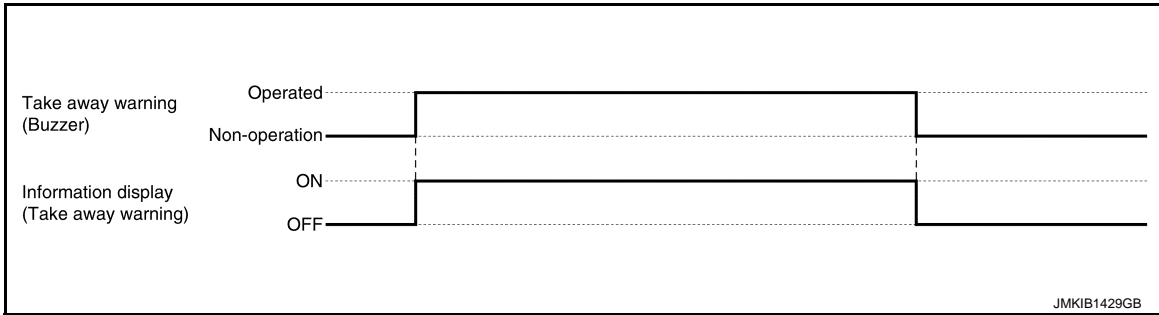 Operated
Take away warning
(Buzzer)
Non-operation
ON
Information display
(Take away warning)
OFF
JMKIB1429GB